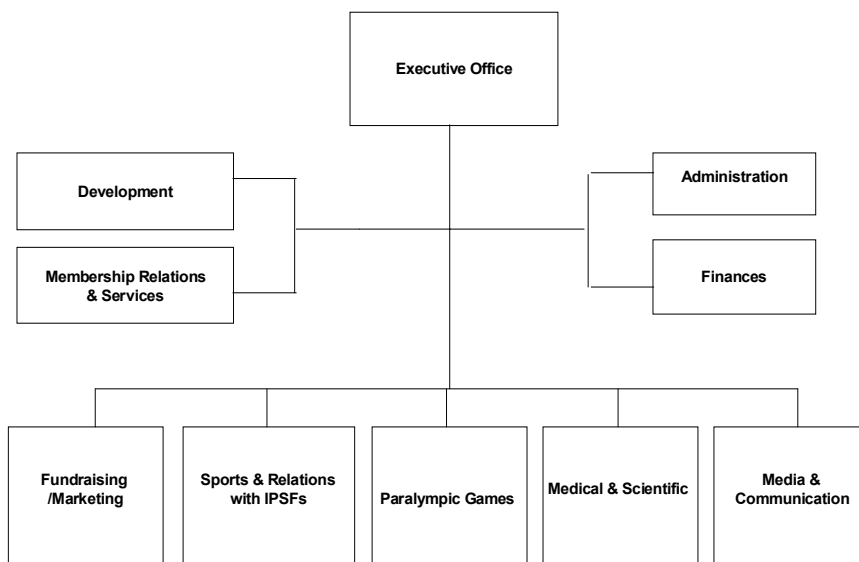 Executive Office
Development
Administration
Membership Relations
& Services
Finances
Fundraising
/Marketing
Sports & Relations
with IPSFs
Paralympic Games
Medical & Scientific
Media &
Communication